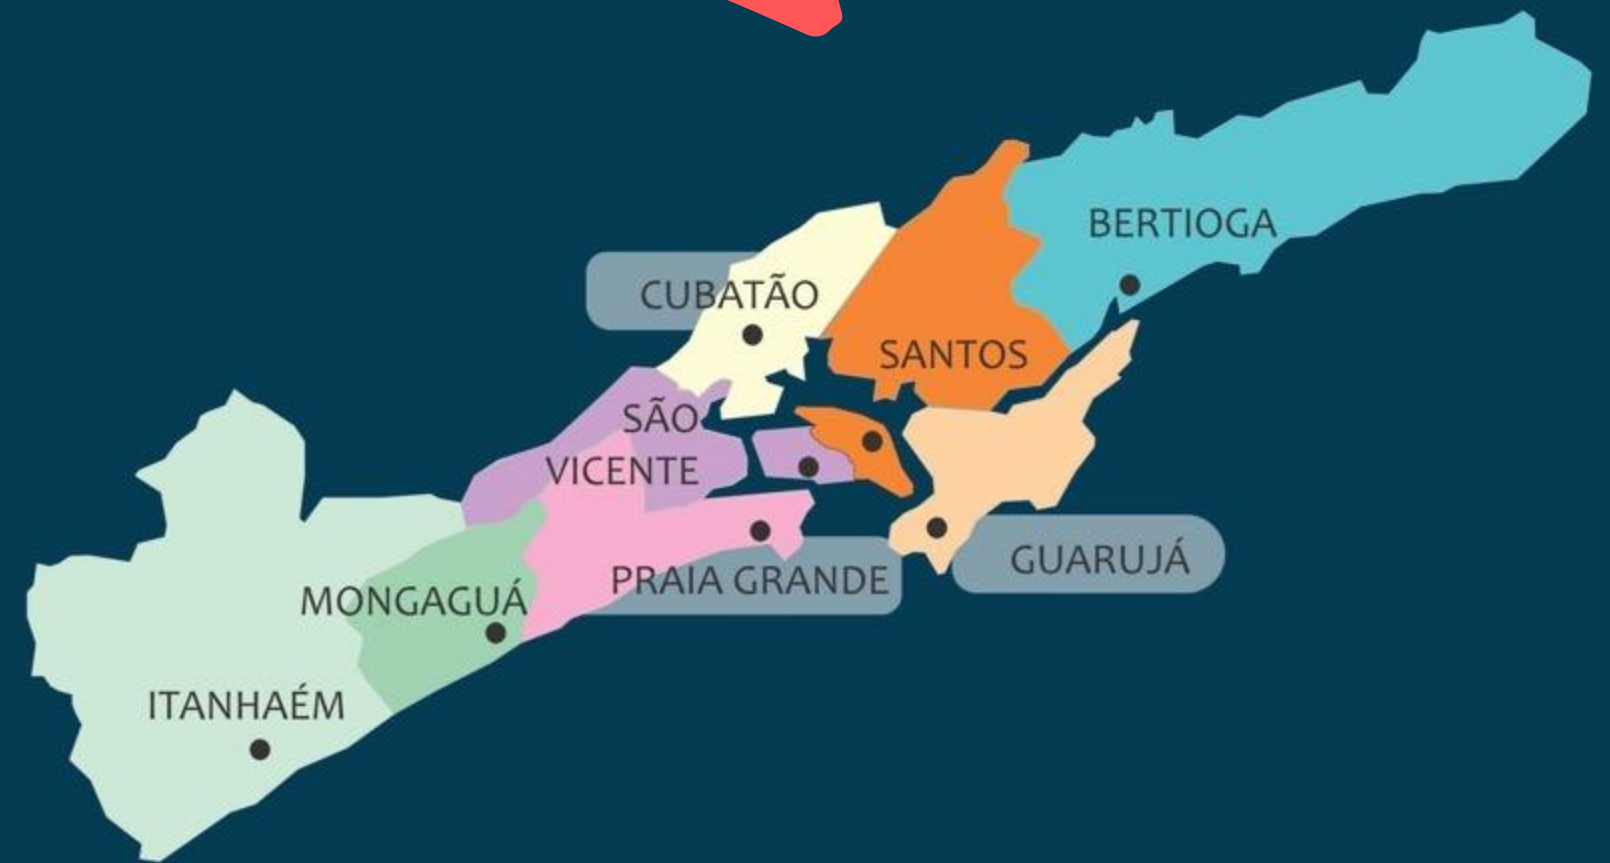 BERTIOGA
CUBATÃO
SANTOS
SÃO
VICENTE
GUARUJÁ
PRAIA GRANDE
MONGAGUÁ
ITANHAÉM